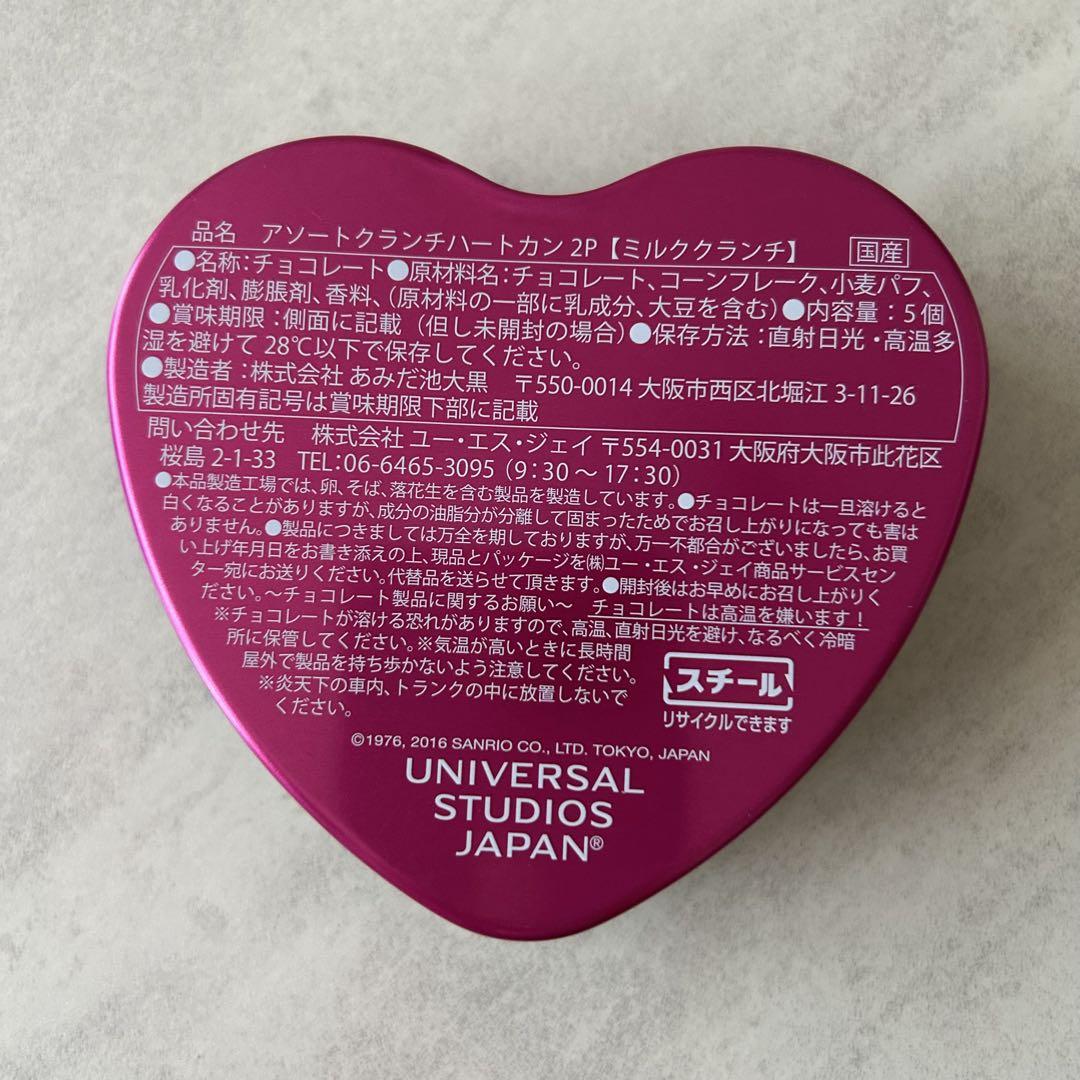 品名 アソートクランチハートカン 2P【ミルククランチ】 国産
●名称:チョコレート●原材料名:チョコレート、コーンフレーク、小麦パフ、
乳化剤、膨脹剤、香料、(原材料の一部に乳成分、大豆を含む)●内容量:5個
●賞味期限:側面に記載(但し未開封の場合)●保存方法:直射日光・高温多
湿を避けて 28℃以下で保存してください。
●製造者:株式会社 あみだ池大黒 〒550-0014 大阪市西区北堀江 3-11-26
製造所固有記号は賞味期限下部に記載
問い合わせ先 株式会社 ユー・エス・ジェイ 〒554-0031 大阪府大阪市此花区
桜島 2-1-33 TEL:06-6465-3095(9:30〜17:30)
●本品製造工場では、卵、そば、落花生を含む製品を製造しています。●チョコレートは一旦溶けると
白くなることがありますが、成分の油脂分が分離して固まったためでお召し上がりになっても害は
ありません。●製品につきましては万全を期しておりますが、万一不都合がございましたら、お買
い上げ年月日をお書き添えの上、現品とパッケージを㈱ユー・エス・ジェイ商品サービスセン
ター宛にお送りください。代替品を送らせて頂きます。●開封後はお早めにお召し上がりく
ださい。〜チョコレート製品に関するお願い〜 チョコレートは高温を嫌います!
※チョコレートが溶ける恐れがありますので、高温、直射日光を避け、なるべく冷暗
所に保管してください。※気温が高いときに長時間
屋外で製品を持ち歩かないよう注意してください。
※炎天下の車内、トランクの中に放置しないで
ください。
スチール
リサイクルできます
©1976, 2016 SANRIO CO., LTD. TOKYO, JAPAN
UNIVERSAL
STUDIOS
JAPAN®